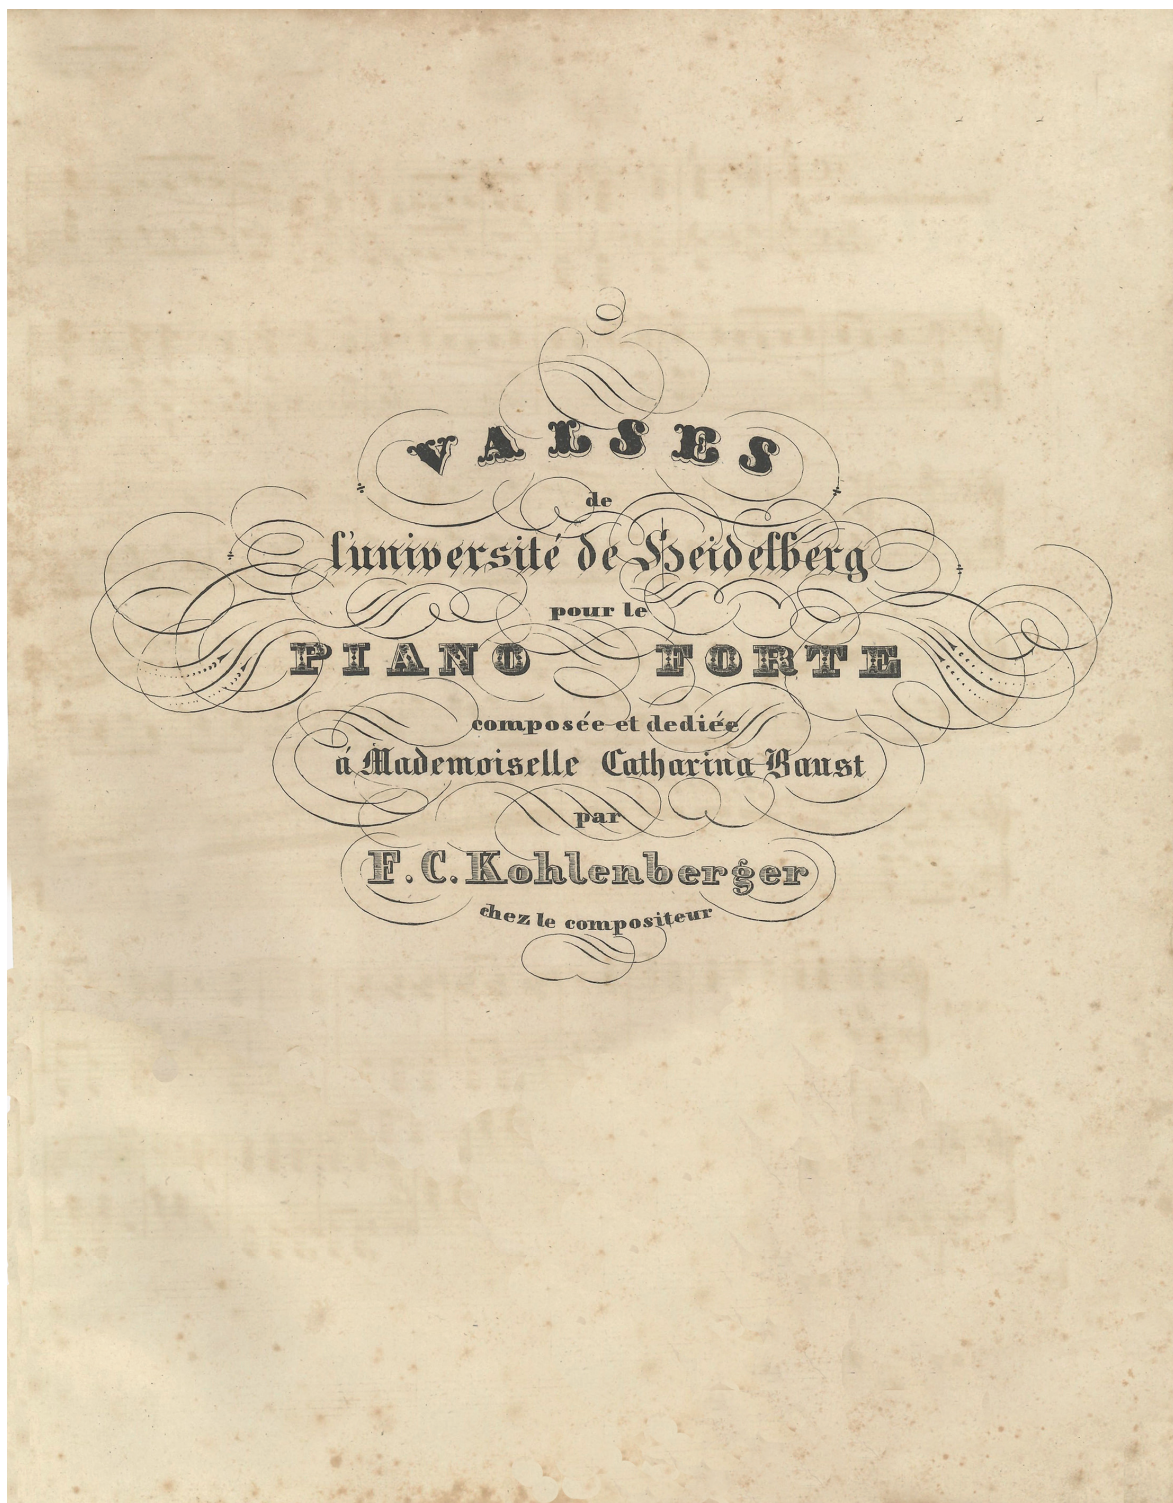 VALSES
de
l'université de Heidelberg
pour le
PIANO FORTE
composée et dediée
á Mademoiselle Catharina Baust
par
F.C. Kohlenberger
chez le compositeur